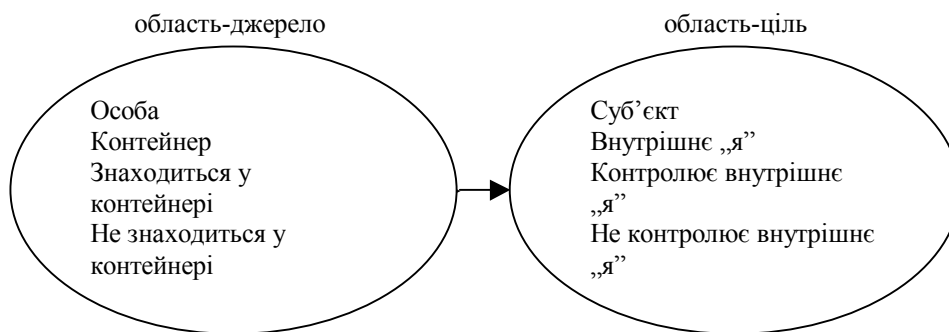 область-джерело
область-ціль
Особа
Контейнер
Знаходиться у
контейнері
Не знаходиться у
контейнері
Суб’єкт
Внутрішнє „я”
Контролює внутрішнє
„я”
Не контролює внутрішнє
„я”